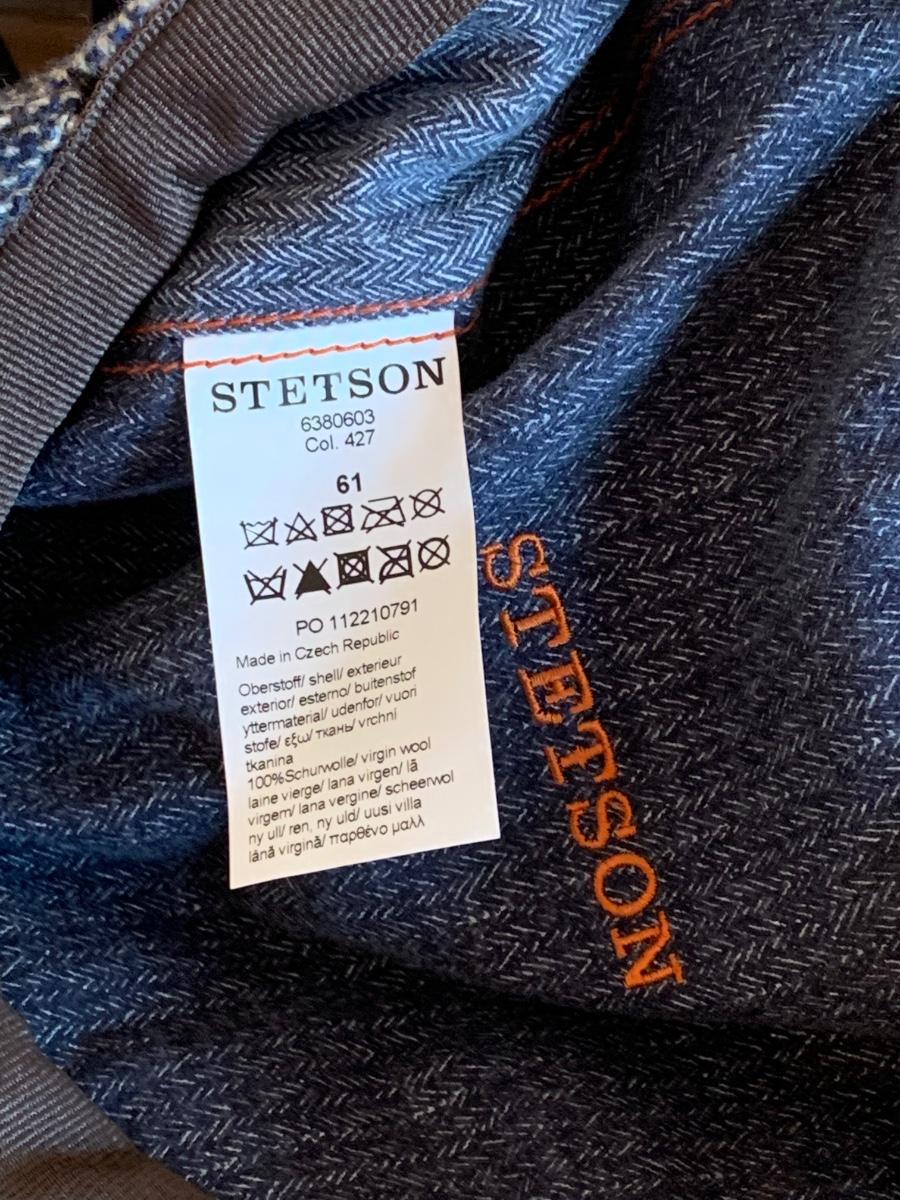 STETSON
6380603
Col. 427
61
PO 112210791
Made in Czech Republic
Oberstoff/ shell/ exterieur
exterior/ esterno/ buitenstof
yttermaterial/ udenfor/ vuori
stofe/ εξω/ ткань/ vrchní
tkanina
100%Schurwolle/ virgin wool
laine vierge/ lana virgen/ lã
virgem/ lana vergine/ scheerwol
ny ull/ ren, ny uld/ uusi villa
lână virgină/ παρθένο μαλλ
STETSON